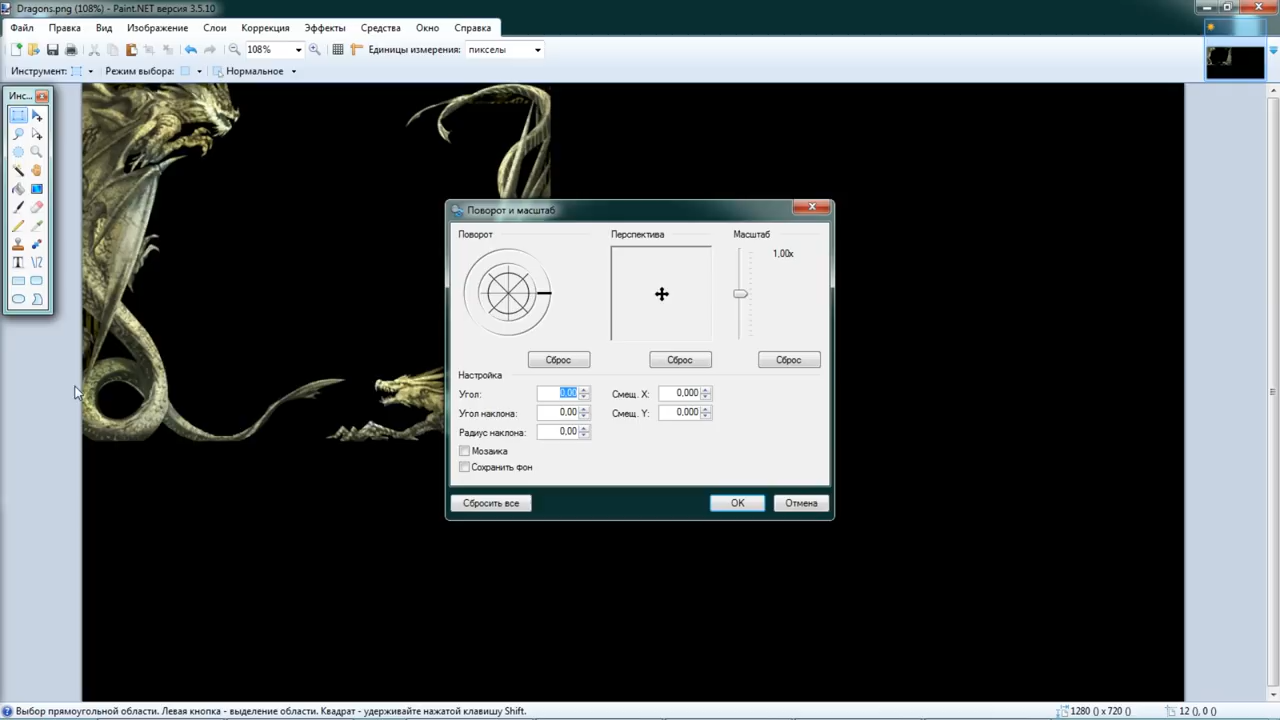 Dragons.png (108%) - Paint.NET версия 3.5.10
Файл Правка Вид Изображение Слои Коррекция Эффекты Средства Окно Справка
108% Единицы измерения: пикселы
Инструмент: Режим выбора: Нормальное
Инс...
Поворот и масштаб
Поворот Перспектива Масштаб
1,00x
Сброс Сброс Сброс
Настройка
Угол: 0,00 Смещ. X: 0,000
Угол наклона: 0,00 Смещ. Y: 0,000
Радиус наклона: 0,00
Мозаика
Сохранить фон
Сбросить все OK Отмена
Выбор прямоугольной области. Левая кнопка - выделение области. Квадрат - удерживайте нажатой клавишу Shift. 1280 () x 720 () 12 (), 0 ()